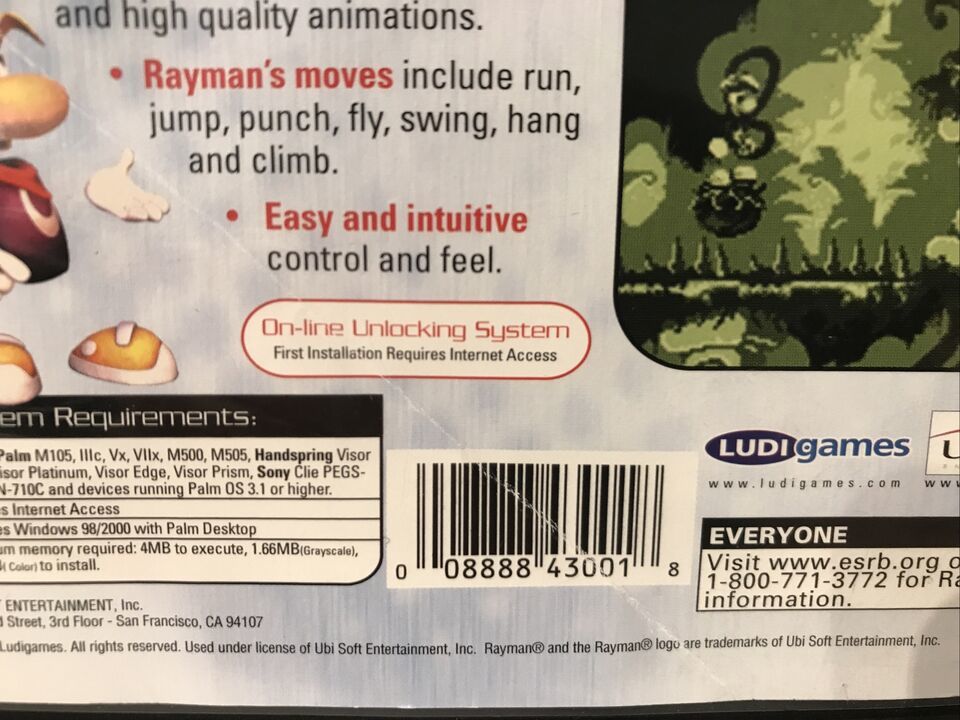 and high quality animations.
• Rayman's moves include run,
jump, punch, fly, swing, hang
and climb.
• Easy and intuitive
control and feel.
On-line Unlocking System
First Installation Requires Internet Access
em Requirements:
Palm M105, IIIc, Vx, VIIx, M500, M505, Handspring Visor
isor Platinum, Visor Edge, Visor Prism, Sony Clie PEGS-
N-710C and devices running Palm OS 3.1 or higher.
s Internet Access
es Windows 98/2000 with Palm Desktop
um memory required: 4MB to execute, 1.66MB(Grayscale),
Color) to install.
0 08888 43001 8
LUDIgames
www.ludigames.com ww
EVERYONE
Visit www.esrb.org o
1-800-771-3772 for Ra
information.
ENTERTAINMENT, Inc.
Street, 3rd Floor - San Francisco, CA 94107
Ludigames. All rights reserved. Used under license of Ubi Soft Entertainment, Inc. Rayman® and the Rayman® logo are trademarks of Ubi Soft Entertainment, Inc.